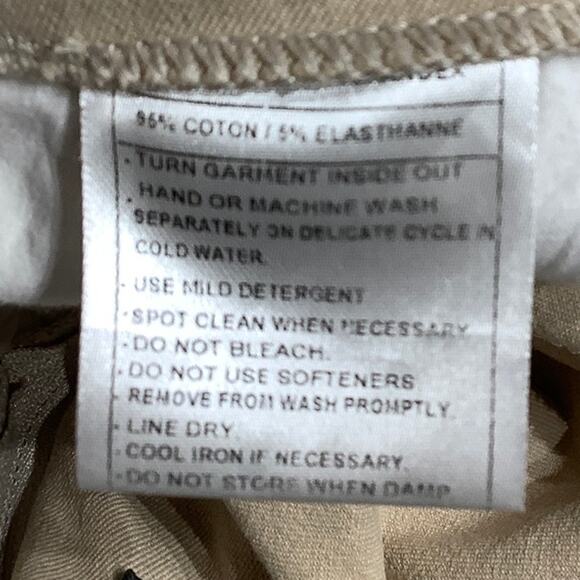 95% COTON / 5% ELASTHANNE
· TURN GARMENT INSIDE OUT
· HAND OR MACHINE WASH
SEPARATELY ON DELICATE CYCLE IN
COLD WATER.
· USE MILD DETERGENT
· SPOT CLEAN WHEN NECESSARY
· DO NOT BLEACH.
· DO NOT USE SOFTENERS
· REMOVE FROM WASH PROMPTLY.
· LINE DRY.
· COOL IRON IF NECESSARY.
· DO NOT STORE WHEN DAMP